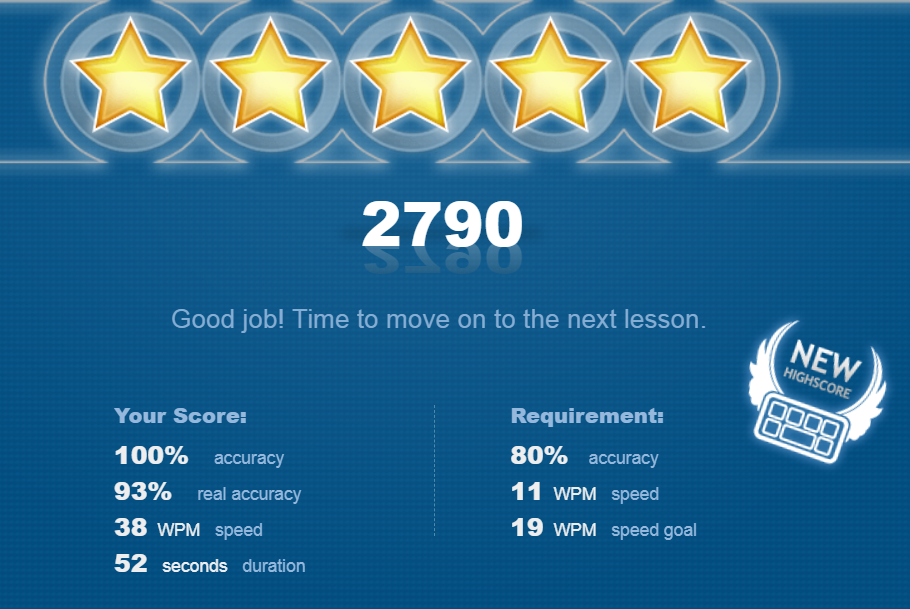 2790
Good job! Time to move on to the next lesson.
NEW
HIGHSCORE
Your Score:
100% accuracy
93% real accuracy
38 WPM speed
52 seconds duration
Requirement:
80% accuracy
11 WPM speed
19 WPM speed goal